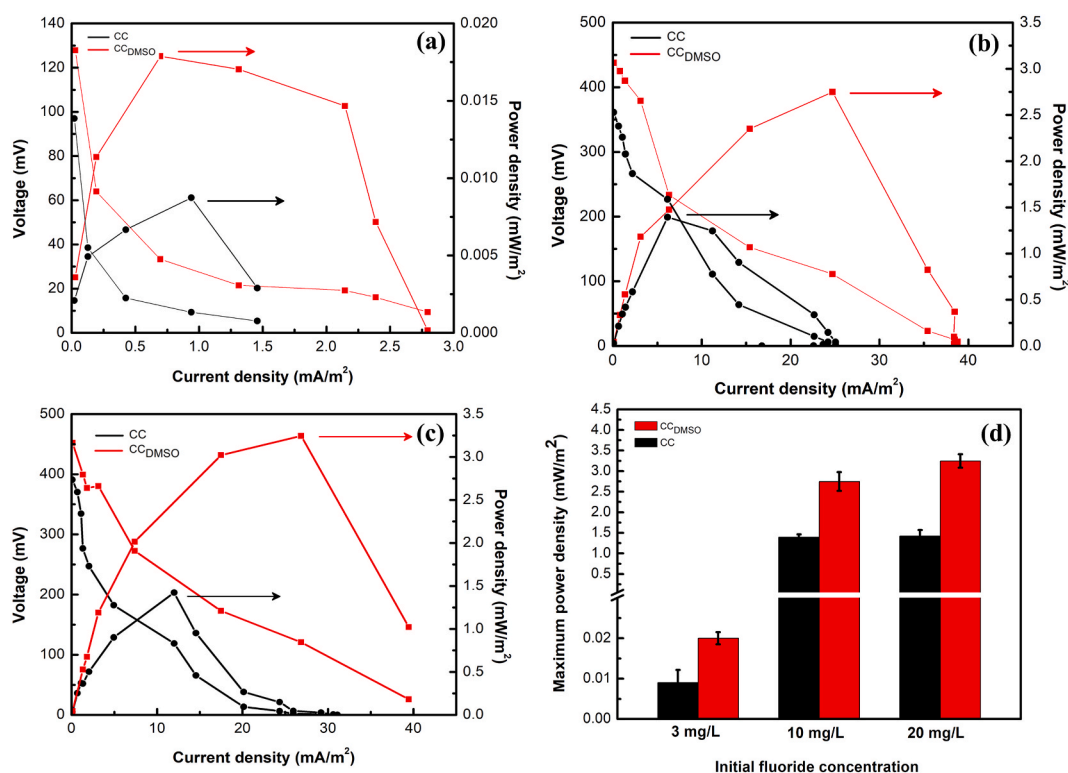 (a)
CC
CC_DMSO
Voltage (mV)
140
120
100
80
60
40
20
0
0.020
0.015
0.010
0.005
0.000
Power density (mW/m²)
0.0 0.5 1.0 1.5 2.0 2.5 3.0
Current density (mA/m²)
(b)
CC
CC_DMSO
Voltage (mV)
500
400
300
200
100
0
3.5
3.0
2.5
2.0
1.5
1.0
0.5
0.0
Power density (mW/m²)
0 10 20 30 40
Current density (mA/m²)
(c)
CC
CC_DMSO
Voltage (mV)
500
400
300
200
100
0
3.5
3.0
2.5
2.0
1.5
1.0
0.5
0.0
Power density (mW/m²)
0 10 20 30 40
Current density (mA/m²)
(d)
CC_DMSO
CC
Maximum power density (mW/m²)
4.5
4.0
3.5
3.0
2.5
2.0
1.5
1.0
0.5
0.02
0.01
0.00
3 mg/L 10 mg/L 20 mg/L
Initial fluoride concentration